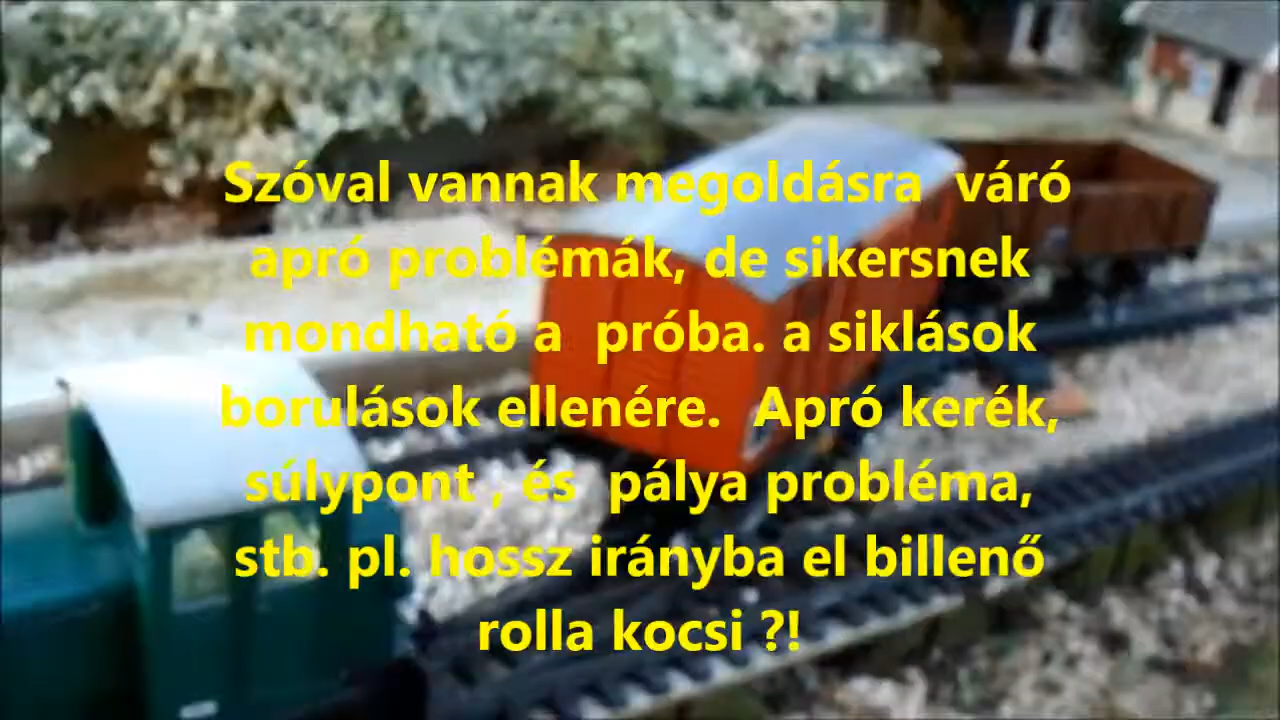 Szóval vannak megoldásra  váró
apró problémák, de sikersnek
mondható a  próba. a siklások
borulások ellenére.  Apró kerék,
súlypont , és  pálya probléma,
stb. pl. hossz irányba el billenő
rolla kocsi ?!